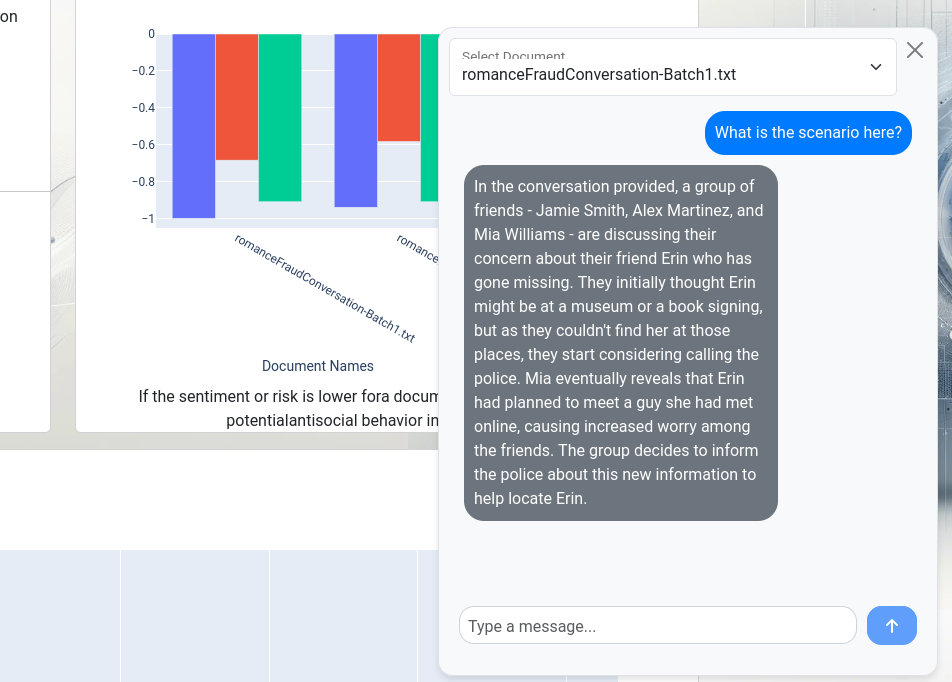 on
0
−0.2
−0.4
−0.6
−0.8
−1
romanceFraudConversation-Batch1.txt
romance
Document Names
If the sentiment or risk is lower fora docum
potentialantisocial behavior in
Select Document
romanceFraudConversation-Batch1.txt
What is the scenario here?
In the conversation provided, a group of
friends - Jamie Smith, Alex Martinez, and
Mia Williams - are discussing their
concern about their friend Erin who has
gone missing. They initially thought Erin
might be at a museum or a book signing,
but as they couldn't find her at those
places, they start considering calling the
police. Mia eventually reveals that Erin
had planned to meet a guy she had met
online, causing increased worry among
the friends. The group decides to inform
the police about this new information to
help locate Erin.
Type a message...